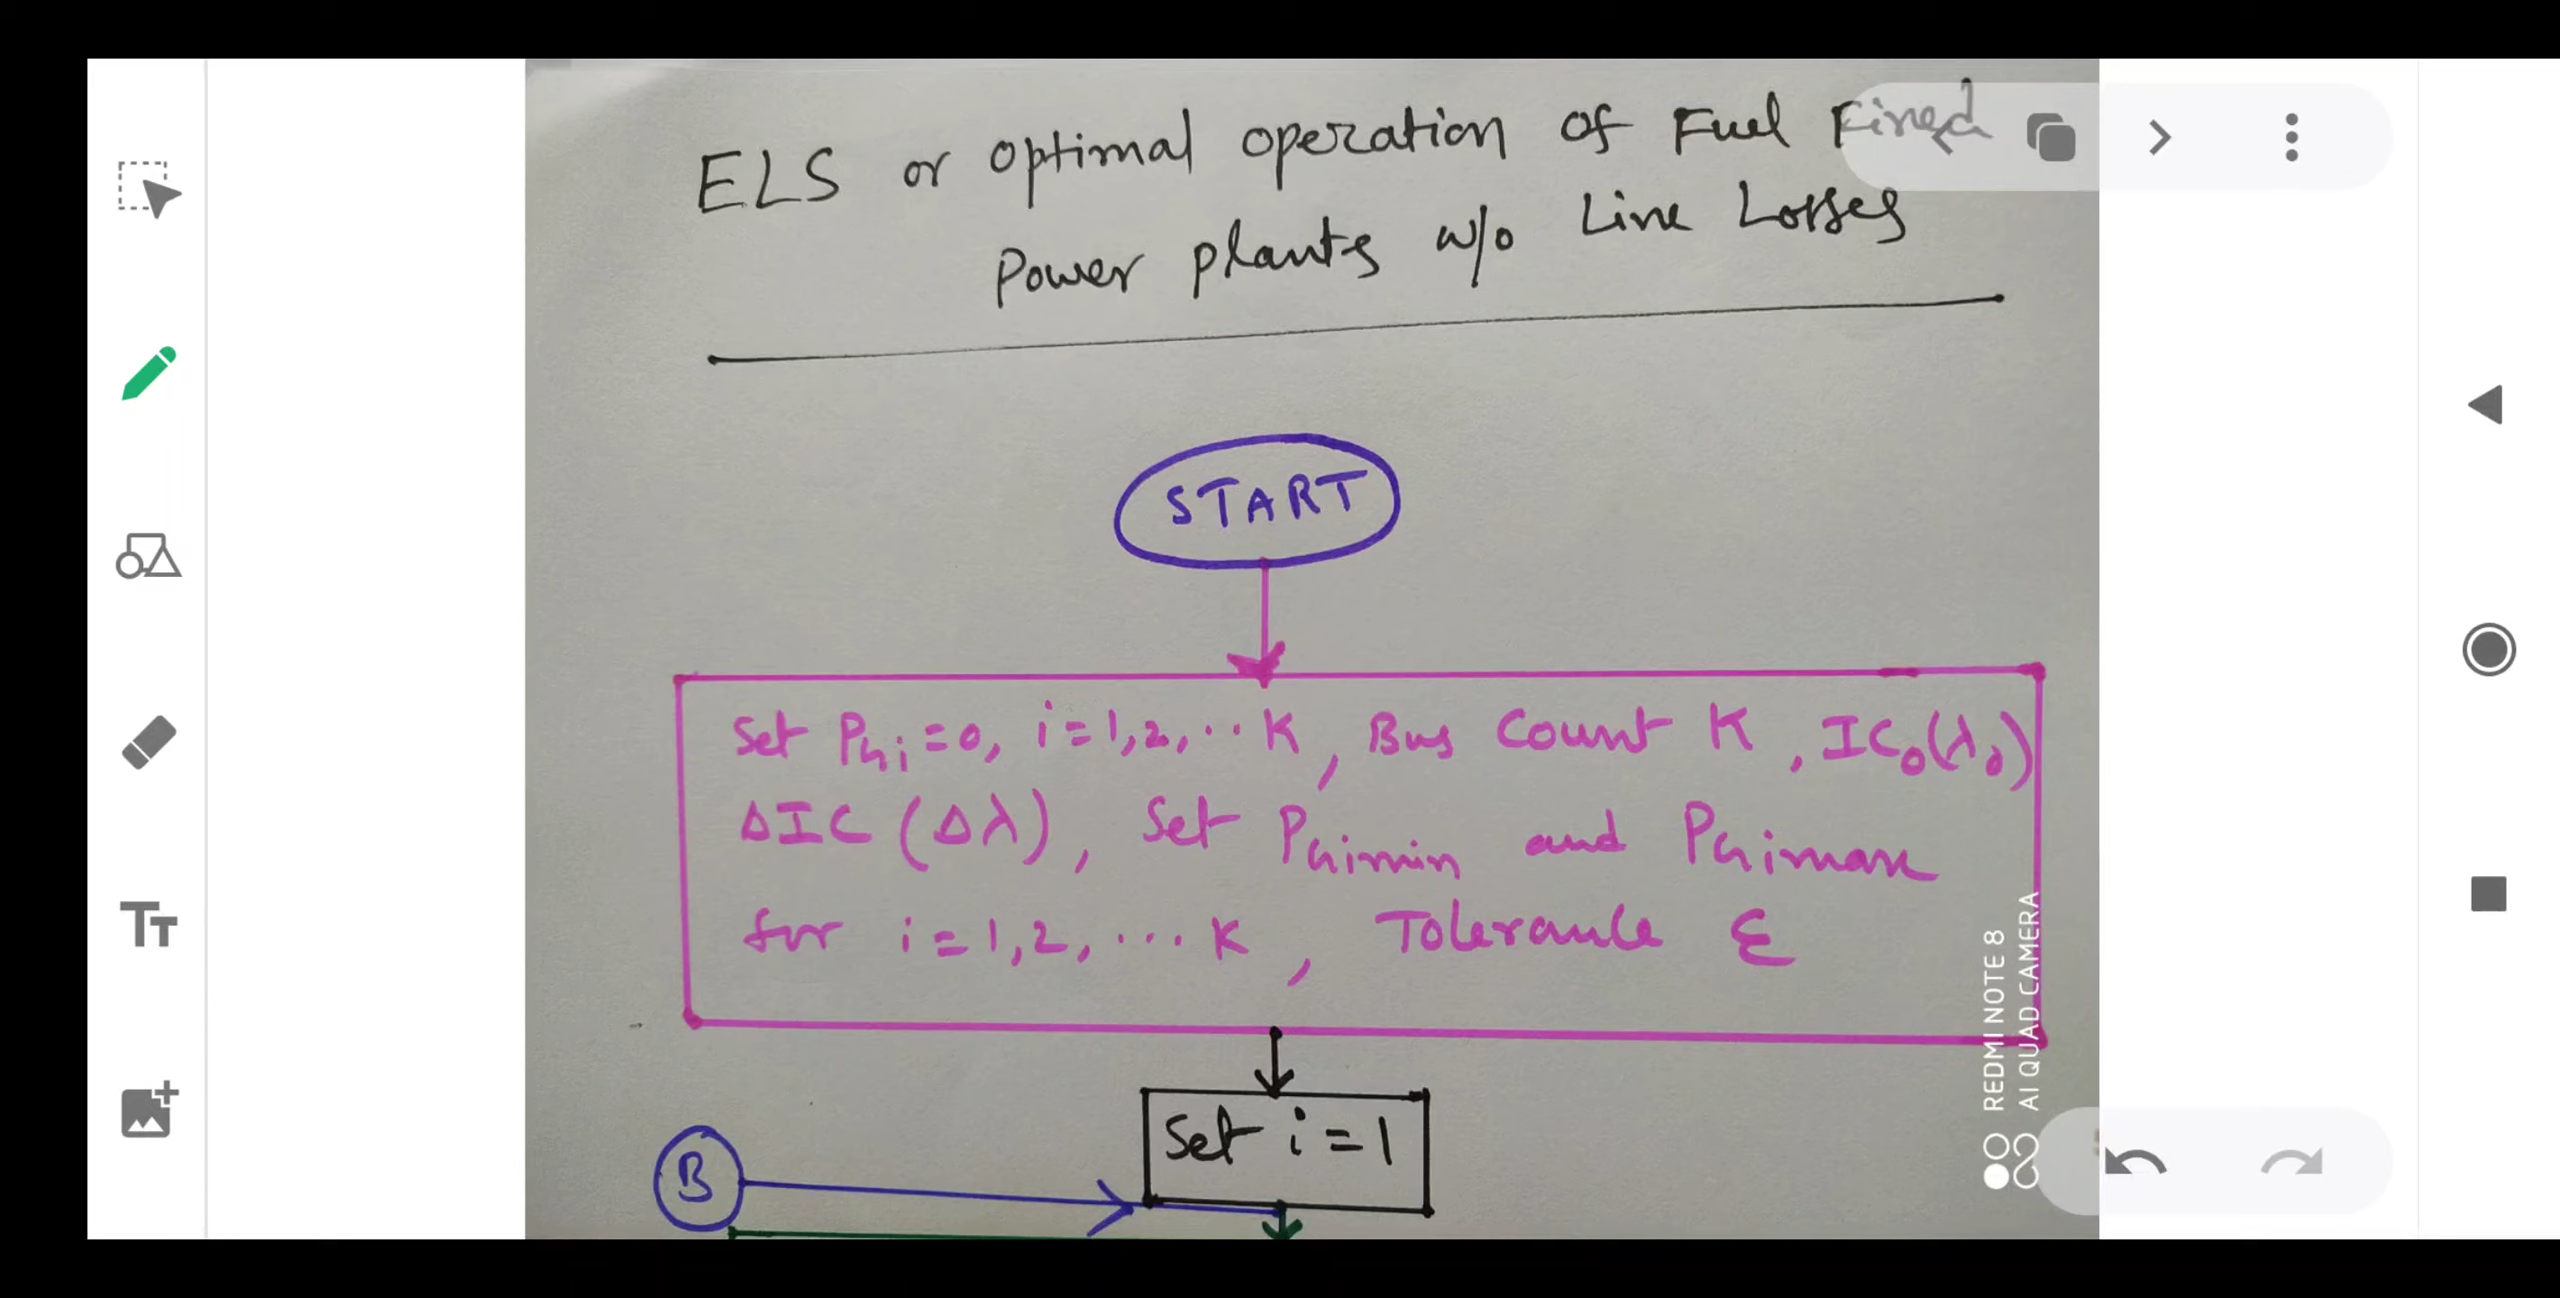 ELS or optimal operation of Fuel Fired
Power plants w/o Line Losses
START
Set PGi=0, i=1,2,..K, Bus Count K, IC0(λ0)
ΔIC (Δλ), Set PGimin and PGimax
for i=1,2,...K, Tolerance ε
Set i=1
B
REDMI NOTE 8
AI QUAD CAMERA
TT